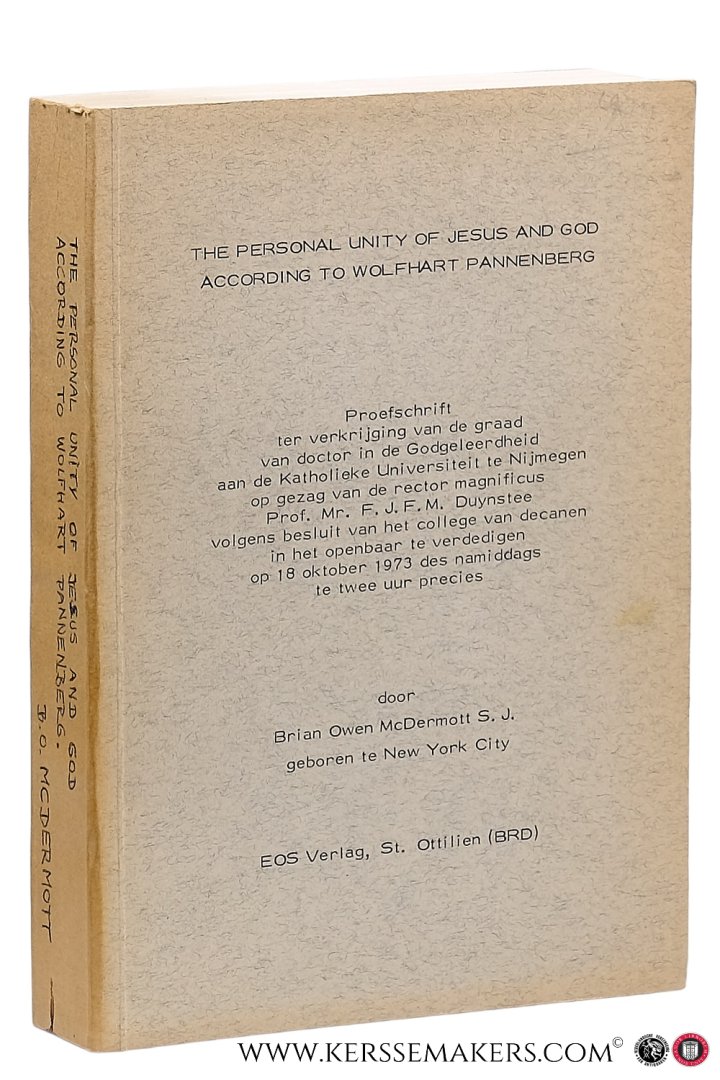 THE PERSONAL UNITY OF JESUS AND GOD
ACCORDING TO WOLFHART PANNENBERG.
B.O. MCDERMOTT
THE PERSONAL UNITY OF JESUS AND GOD
ACCORDING TO WOLFHART PANNENBERG
Proefschrift
ter verkrijging van de graad
van doctor in de Godgeleerdheid
aan de Katholieke Universiteit te Nijmegen
op gezag van de rector magnificus
Prof. Mr. F.J.F.M. Duynstee
volgens besluit van het college van decanen
in het openbaar te verdedigen
op 18 oktober 1973 des namiddags
te twee uur precies
door
Brian Owen McDermott S.J.
geboren te New York City
EOS Verlag, St. Ottilien (BRD)
WWW.KERSSEMAKERS.COM©